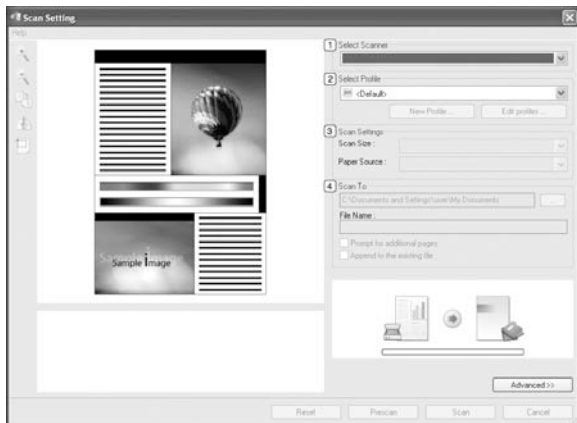 Scan Setting
Help
1 Select Scanner
2 Select Profile
<Default>
New Profile ...
Edit profiles ...
3 Scan Settings
Scan Size :
Paper Source :
4 Scan To
C:\Documents and Settings\user\My Documents
...
File Name :
Prompt for additional pages
Append to the existing file
Sample Image
Sample Image
Advanced >>
Reset
Prescan
Scan
Cancel